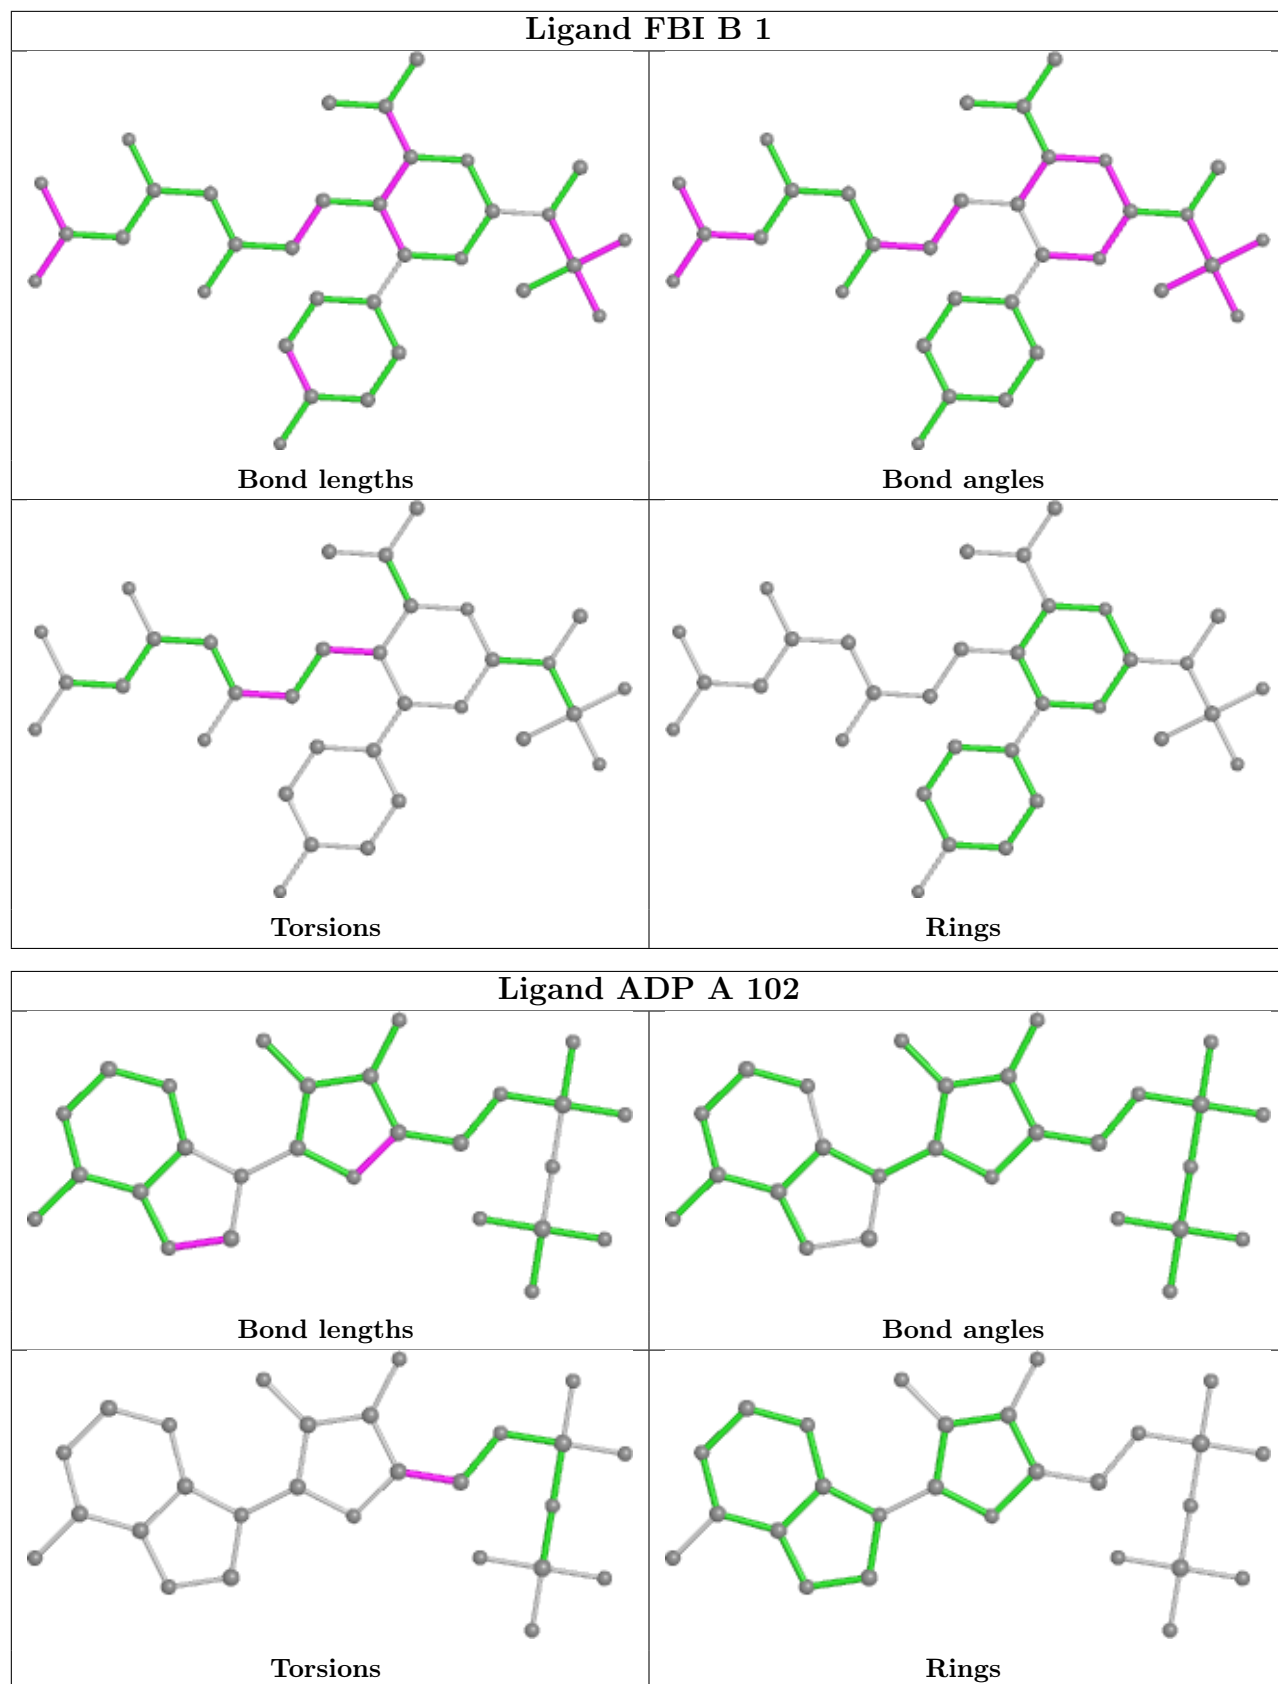 Ligand FBI B 1
Bond lengths
Bond angles
Torsions
Rings
Ligand ADP A 102
Bond lengths
Bond angles
Torsions
Rings